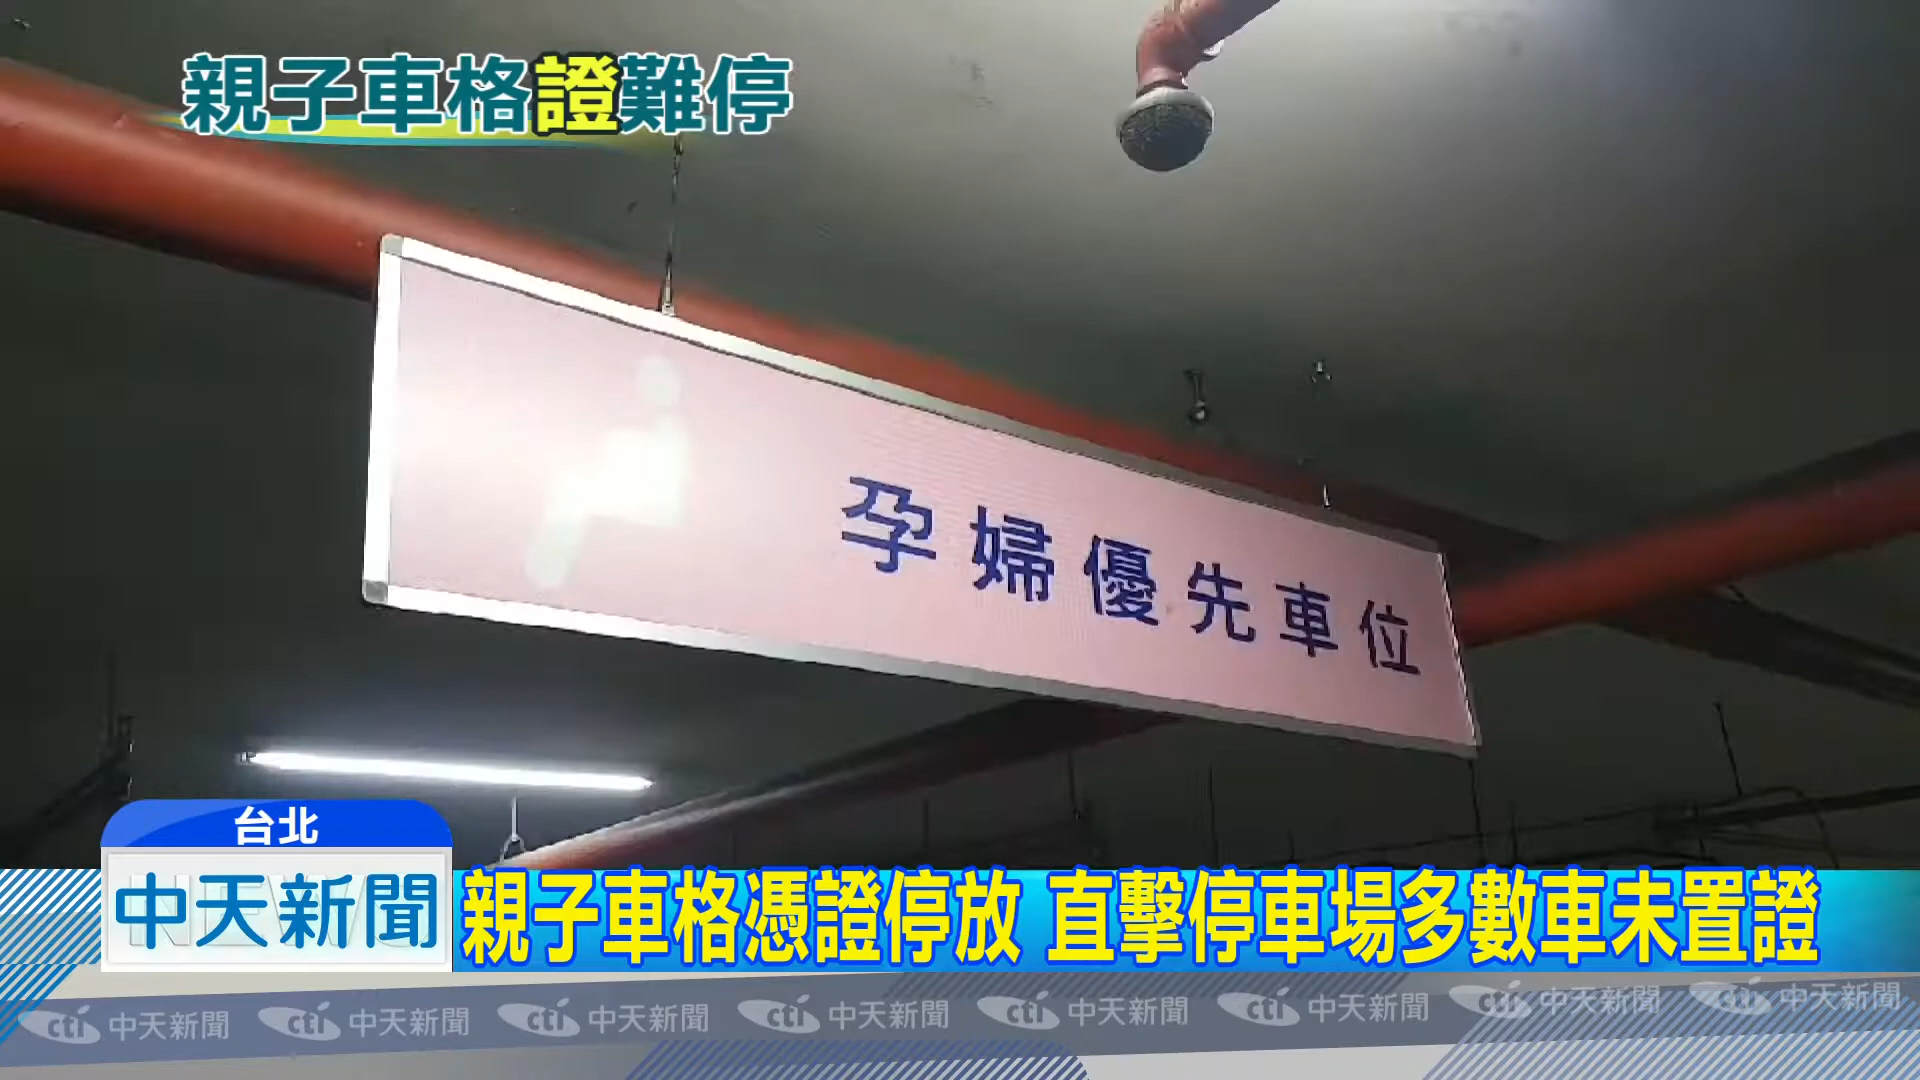 親子車格證難停
孕婦優先車位
台北
中天新聞
NEWS
親子車格憑證停放 直擊停車場多數車未置證
cti 中天新聞 cti 中天新聞 cti 中天新聞 cti 中天新聞 cti 中天新聞 cti 中天新聞 cti 中天新聞 cti 中天新聞